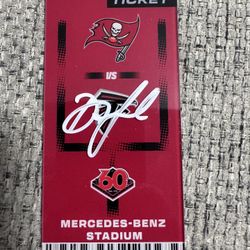 TICKET
VS
60
MERCEDES-BENZ
STADIUM